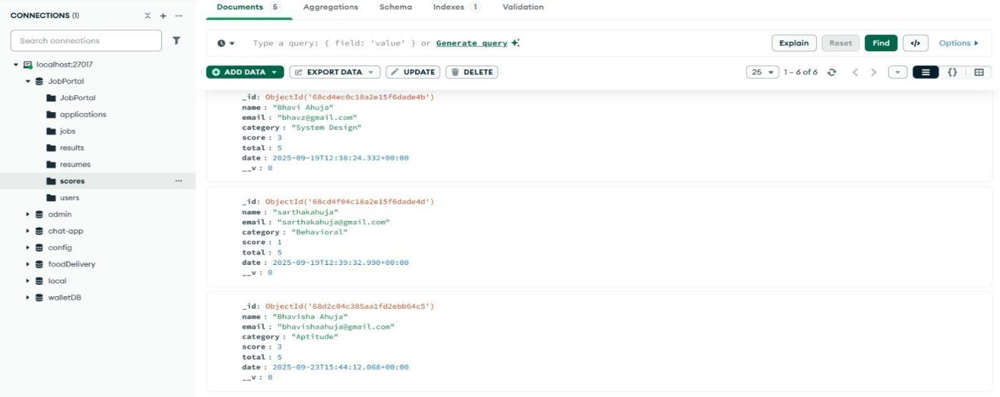 CONNECTIONS (1)
Search connections
localhost:27017
JobPortal
JobPortal
applications
jobs
results
resumes
scores
users
admin
chat-app
config
foodDelivery
local
walletDB
Documents 5 Aggregations Schema Indexes 1 Validation
Type a query: { field: 'value' } or Generate query
Explain Reset Find </> Options
ADD DATA EXPORT DATA UPDATE DELETE 25 1 – 6 of 6 {}
_id: ObjectId('68cd4ec0c18a2e15f6dade4b')
name : "Bhavi Ahuja"
email : "bhavz@gmail.com"
category : "System Design"
score : 3
total : 5
date : 2025-09-19T12:38:24.332+00:00
__v : 0
_id: ObjectId('68cd4f04c18a2e15f6dade4d')
name : "sarthakahuja"
email : "sarthakahuja@gmail.com"
category : "Behavioral"
score : 1
total : 5
date : 2025-09-19T12:39:32.990+00:00
__v : 0
_id: ObjectId('68d2c04c385aa1fd2ebb64c5')
name : "Bhavisha Ahuja"
email : "bhavishaahuja@gmail.com"
category : "Aptitude"
score : 3
total : 5
date : 2025-09-23T15:44:12.068+00:00
__v : 0